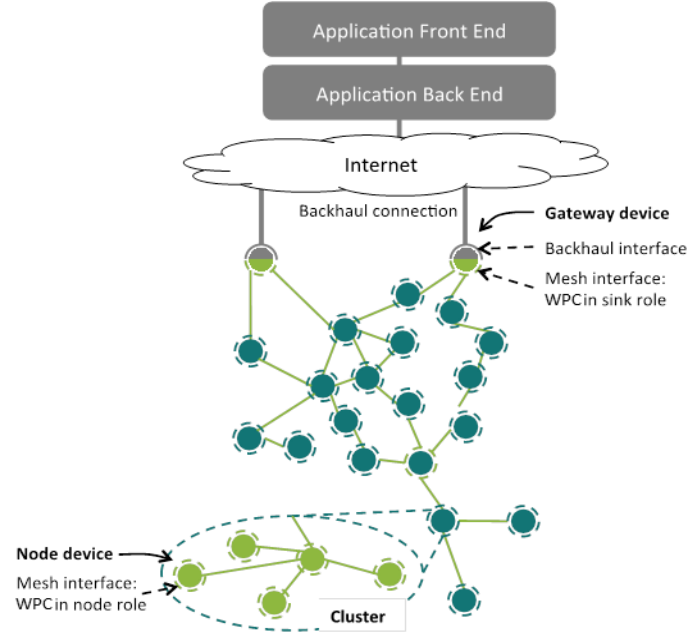 Application Front End
Application Back End
Internet
Backhaul connection
Gateway device
Backhaul interface
Mesh interface:
WPC in sink role
Node device
Mesh interface:
WPC in node role
Cluster